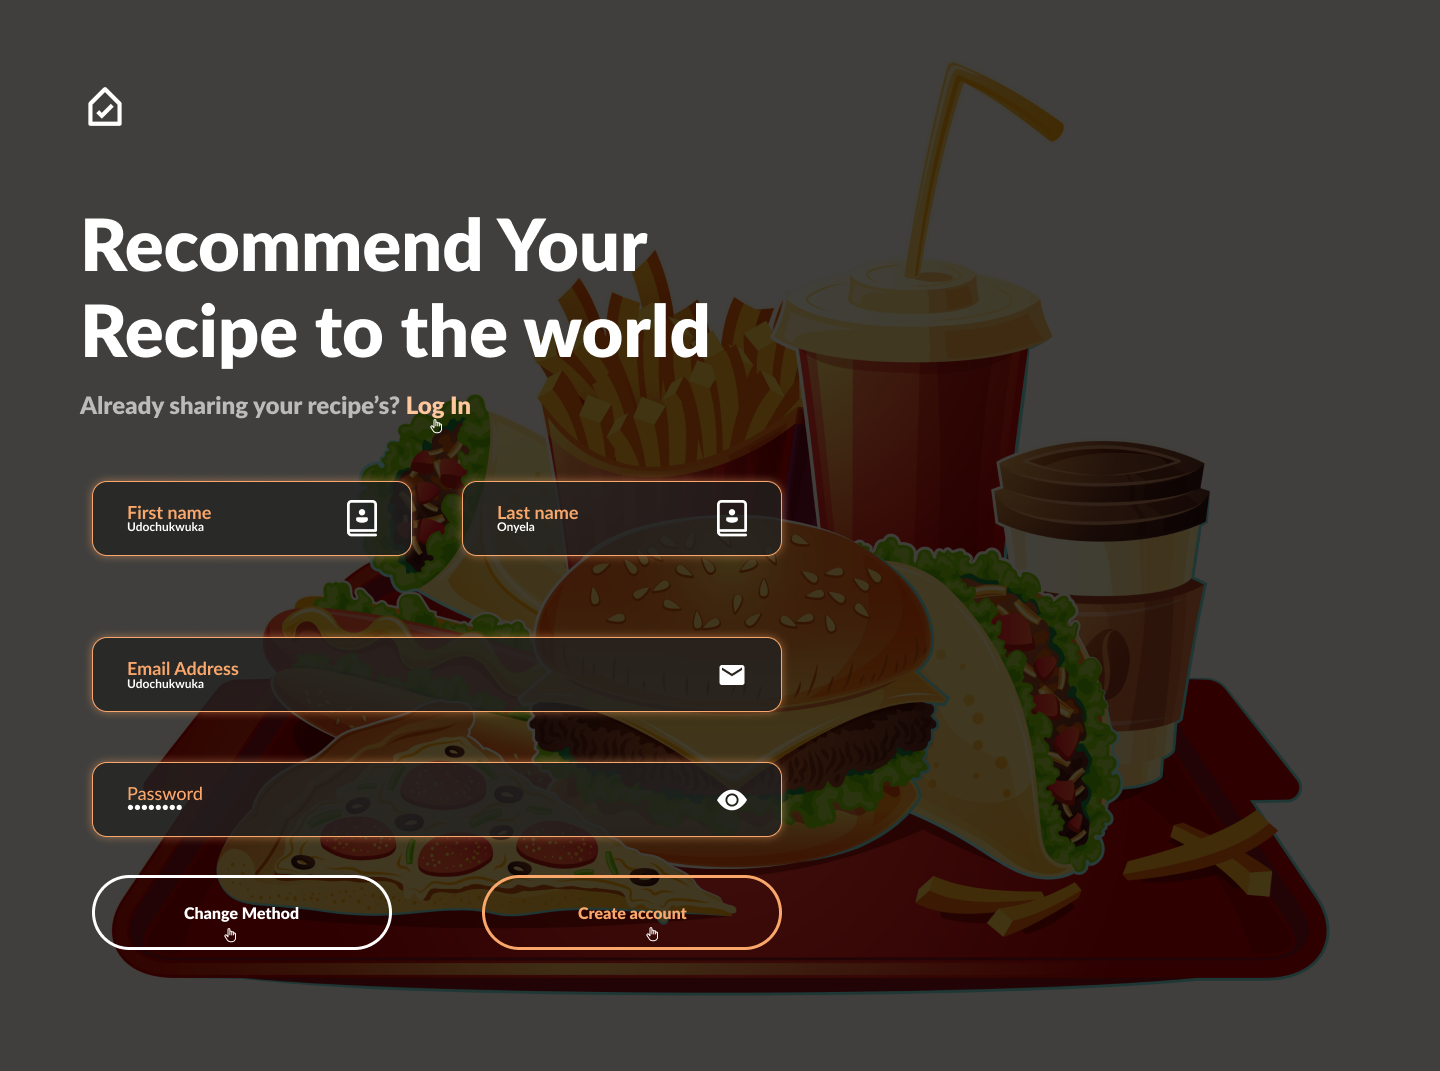 Recommend Your
Recipe to the world
Already sharing your recipe’s? Log In
First name
Udochukwuka
Last name
Onyela
Email Address
Udochukwuka
Password
••••••••
Change Method
Create account